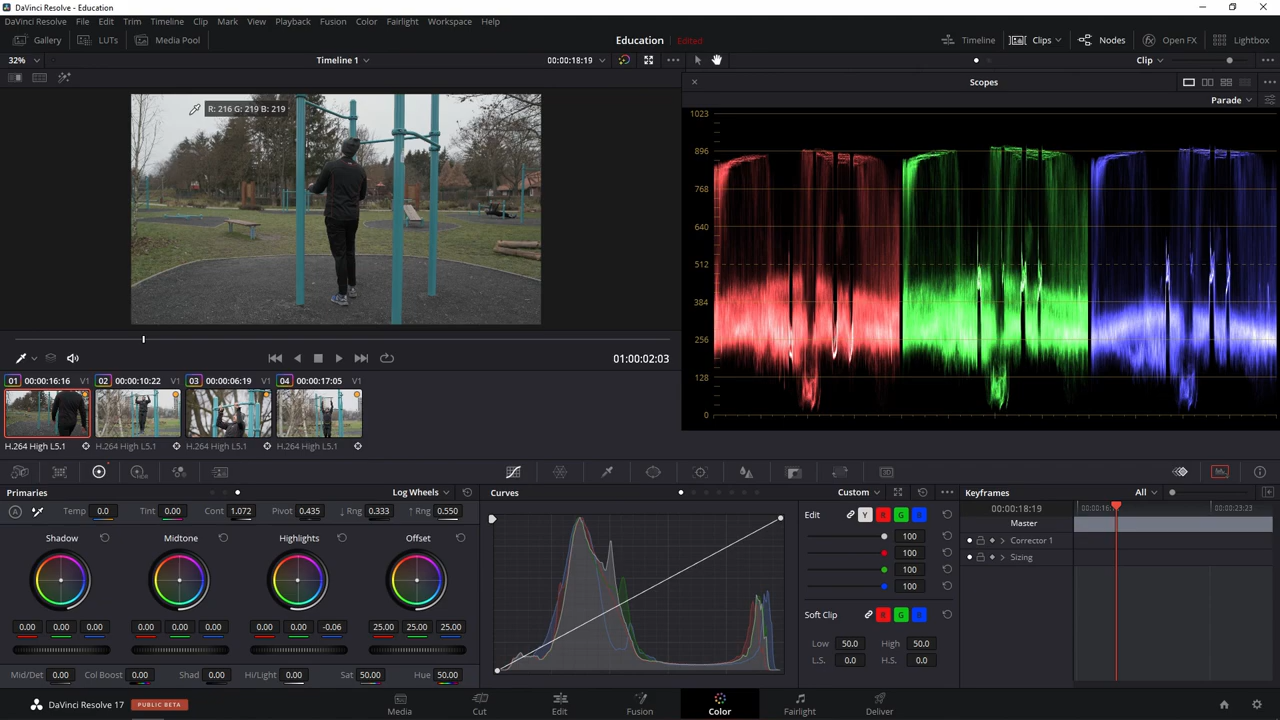 DaVinci Resolve - Education
DaVinci Resolve File Edit Trim Timeline Clip Mark View Playback Fusion Color Fairlight Workspace Help
Gallery LUTs Media Pool Education Edited Timeline Clips Nodes Open FX Lightbox
32% Timeline 1 00:00:18:19 Clip
Scopes
Parade
R: 216 G: 219 B: 219
1023
896
768
640
512
384
256
128
0
01:00:02:03
01 00:00:16:16 V1 02 00:00:10:22 V1 03 00:00:06:19 V1 04 00:00:17:05 V1
H.264 High L5.1 H.264 High L5.1 H.264 High L5.1 H.264 High L5.1
Primaries Log Wheels
A Temp 0.0 Tint 0.00 Cont 1.072 Pivot 0.435 ↓ Rng 0.333 ↑ Rng 0.550
Shadow Midtone Highlights Offset
0.00 0.00 0.00 0.00 0.00 0.00 0.00 0.00 -0.06 25.00 25.00 25.00
Mid/Det 0.00 Col Boost 0.00 Shad 0.00 Hi/Light 0.00 Sat 50.00 Hue 50.00
Curves Custom
Edit Y R G B
100
100
100
100
Soft Clip R G B
Low 50.0 High 50.0
L.S. 0.0 H.S. 0.0
Keyframes All
00:00:18:19 00:00:16: 00:00:23:23
Master
Corrector 1
Sizing
DaVinci Resolve 17 PUBLIC BETA
Media Cut Edit Fusion Color Fairlight Deliver